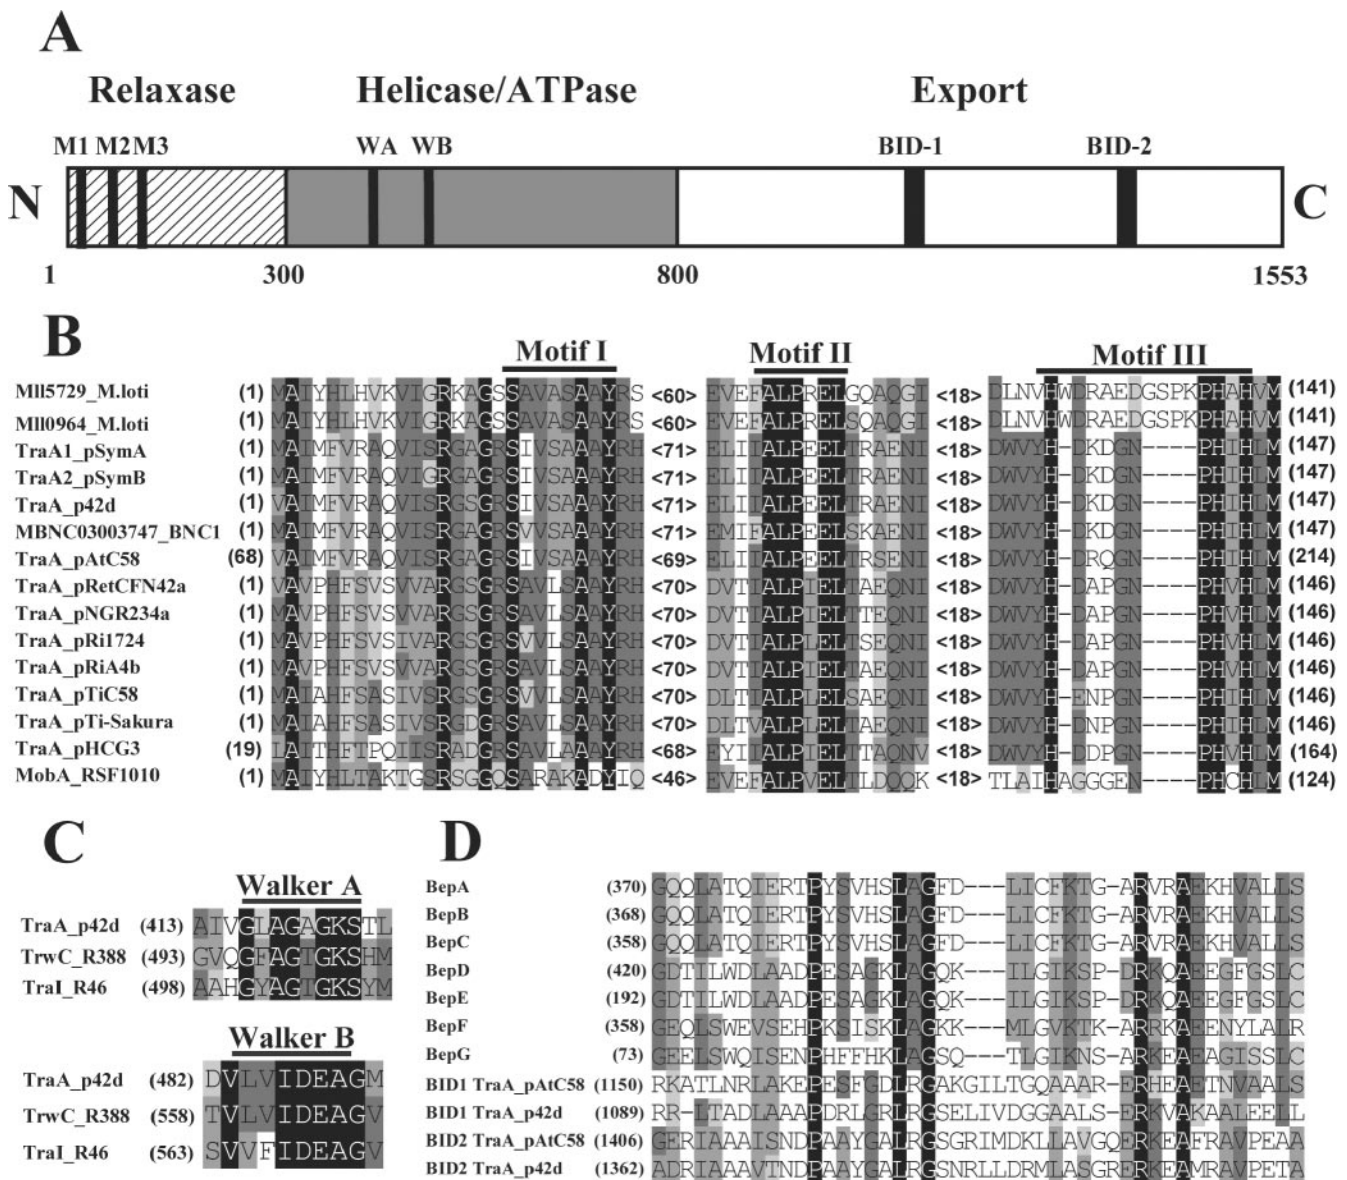 A
Relaxase Helicase/ATPase Export
M1 M2 M3 WA WB BID-1 BID-2
N C
1 300 800 1553
B
Motif I Motif II Motif III
Mll5729_M.loti (1) MAIYHLHVKVIGRKAGSSAVASAAYRS <60> EVEFALPRELGQAQGI <18> DLNVHWDRAEDGSPKPHAHVM (141)
Mll0964_M.loti (1) MAIYHLHVKVIGRKAGSSAVASAAYRS <60> EVEFALPRELSQAQGI <18> DLNVHWDRAEDGSPKPHAHVM (141)
TraA1_pSymA (1) MAIMFVRAQVISRGAGRSIVSAAAYRH <71> ELITALPEELTRAENI <18> DWVYH-DKDGN----PHIHLM (147)
TraA2_pSymB (1) MAIMFVRAQVIGRGAGRSIVSAAAYRH <71> ELITALPEELTRAENI <18> DWVYH-DKDGN----PHIHLM (147)
TraA_p42d (1) VAIMFVRAQVISRGAGRSIVSAAAYRH <71> ELITALPEELTRAENI <18> DWVYH-DKDGN----PHIHLM (147)
MBNC03003747_BNC1 (1) MAIMFVRAQVISRGAGRSVVSAAAYRH <71> EMIFALPEELSKAENI <18> DWVYH-DKDGN----PHIHLM (147)
TraA_pAtC58 (68) VAIMFVRAQVISRGAGRSIVSAAAYRH <69> ELITALPEELTRSENI <18> DWVYH-DRQGN----PHIHLM (214)
TraA_pRetCFN42a (1) VAVPHFSVSVVARGSGRSAVLSAAYRH <70> DVTIALPIELTAEQNI <18> DWVYH-DAPGN----PHVHLM (146)
TraA_pNGR234a (1) MAVPHFSVSVVARGSGRSAVLSAAYRH <70> DVTIALPIELTTEQNI <18> DWVYH-DAPGN----PHVHLM (146)
TraA_pRi1724 (1) MAVPHFSVSIVARGSGRSVVLSAAYRH <70> DVTIALPLELTSEQNI <18> DWVYH-DAPGN----PHVHLM (146)
TraA_pRiA4b (1) MAVPHFSVSVVARGSGRSAVLSAAYRH <70> DVTIALPIELTAEQNI <18> DWVYH-DAPGN----PHVHLM (146)
TraA_pTiC58 (1) MAIAHFSASIVSRGSGRSVVLSAAYRH <70> DLTIALPLELSAEQNI <18> DWVYH-ENPGN----PHIHLM (146)
TraA_pTi-Sakura (1) MAIAHFSASIVSRGDGRSAVLSAAYRH <70> DLTVALPLELTAEQNI <18> DWVYH-DNPGN----PHIHLM (146)
TraA_pHCG3 (19) LAITHFTPQIISRADGRSAVLAAAYRH <68> EYIIALPIELTTAQNV <18> DWVYH-DDPGN----PHVHLM (164)
MobA_RSF1010 (1) MAIYHLTAKTGSRSGGQSARAKADYIQ <46> EVEFALPVELTLDQQK <18> TLAIHAGGGEN----PHCHLM (124)
C
Walker A
TraA_p42d (413) AIVGLAGAGKSTL
TrwC_R388 (493) GVQGFAGTGKSHM
TraI_R46 (498) AAHGYAGTGKSYM
Walker B
TraA_p42d (482) DVLVIDEAGM
TrwC_R388 (558) TVLVIDEAGV
TraI_R46 (563) SVVFIDEAGV
D
BepA (370) GQQLATQIERTPYSVHSLAGFD---LICFKTG-ARVRAEKHVALLS
BepB (368) GQQLATQIERTPYSVHSLAGFD---LICFKTG-ARVRAEKHVALLS
BepC (358) GQQLATQIERTPYSVHSLAGFD---LICFKTG-ARVRAEKHVALLS
BepD (420) GDTILWDLAADPESAGKLAGQK---ILGIKSP-DRKQAEEGFGSLC
BepE (192) GDTILWDLAADPESAGKLAGQK---ILGIKSP-DRKQAEEGFGSLC
BepF (358) GEQLSWEVSEHPKSISKLAGKK---MLGVKTK-ARRKAEENYLALR
BepG (73) GEELSWQISENPHFFHKLAGSQ---TLGIKNS-ARKEAEAGISSLC
BID1 TraA_pAtC58 (1150) RKATLNRLAKEPESFGDLRGAKGILTGQAAAR-ERHEAETNVAALS
BID1 TraA_p42d (1089) RR-LTADLAAAPDRLGRLRGSELIVDGGAALS-ERKVAKAALEELL
BID2 TraA_pAtC58 (1406) GERIAAAISNDPAAYGALRGSGRIMDKLLAVGQERKEAFRAVPEAA
BID2 TraA_p42d (1362) ADRIAAAVTNDPAAYGALRGSNRLLDRMLASGRERKEAMRAVPETA